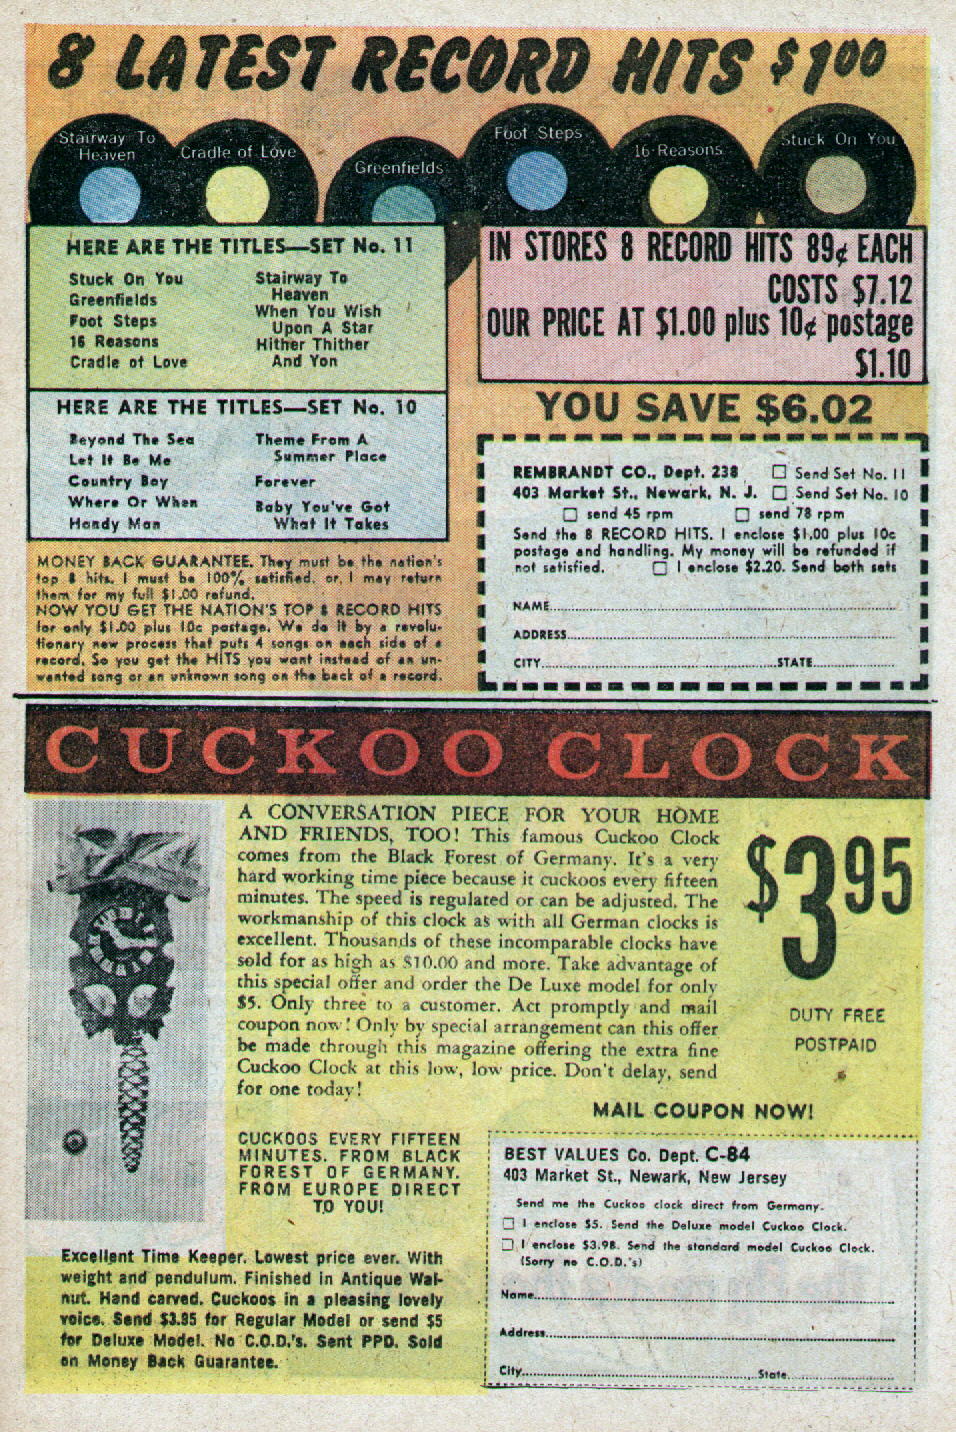 8 LATEST RECORD HITS $1.00
Stairway To
Heaven
Cradle of Love
Greenfields
Foot Steps
16 Reasons
Stuck On You
HERE ARE THE TITLES—SET No. 11
Stuck On You
Greenfields
Foot Steps
16 Reasons
Cradle of Love
Stairway To
Heaven
When You Wish
Upon A Star
Hither Thither
And Yon
HERE ARE THE TITLES—SET No. 10
Beyond The Sea
Let It Be Me
Country Boy
Where Or When
Handy Man
Theme From A
Summer Place
Forever
Baby You've Got
What It Takes
MONEY BACK GUARANTEE. They must be the nation's
top 8 hits. I must be 100% satisfied, or, I may return
them for my full $1.00 refund.
NOW YOU GET THE NATION'S TOP 8 RECORD HITS
for only $1.00 plus 10c postage. We do it by a revolu-
tionary new process that puts 4 songs on each side of a
record. So you get the HITS you want instead of an un-
wanted song or an unknown song on the back of a record.
IN STORES 8 RECORD HITS 89¢ EACH
COSTS $7.12
OUR PRICE AT $1.00 plus 10¢ postage
$1.10
YOU SAVE $6.02
REMBRANDT CO., Dept. 238 □ Send Set No. 11
403 Market St., Newark, N. J. □ Send Set No. 10
□ send 45 rpm □ send 78 rpm
Send the 8 RECORD HITS. I enclose $1.00 plus 10c
postage and handling. My money will be refunded if
not satisfied. □ I enclose $2.20. Send both sets
NAME
ADDRESS
CITY STATE
CUCKOO CLOCK
A CONVERSATION PIECE FOR YOUR HOME
AND FRIENDS, TOO! This famous Cuckoo Clock
comes from the Black Forest of Germany. It's a very
hard working time piece because it cuckoos every fifteen
minutes. The speed is regulated or can be adjusted. The
workmanship of this clock as with all German clocks is
excellent. Thousands of these incomparable clocks have
sold for as high as $10.00 and more. Take advantage of
this special offer and order the De Luxe model for only
$5. Only three to a customer. Act promptly and mail
coupon now! Only by special arrangement can this offer
be made through this magazine offering the extra fine
Cuckoo Clock at this low, low price. Don't delay, send
for one today!
$3.95
DUTY FREE
POSTPAID
MAIL COUPON NOW!
CUCKOOS EVERY FIFTEEN
MINUTES. FROM BLACK
FOREST OF GERMANY.
FROM EUROPE DIRECT
TO YOU!
Excellent Time Keeper. Lowest price ever. With
weight and pendulum. Finished in Antique Wal-
nut. Hand carved. Cuckoos in a pleasing lovely
voice. Send $3.95 for Regular Model or send $5
for Deluxe Model. No C.O.D.'s. Sent PPD. Sold
on Money Back Guarantee.
BEST VALUES Co. Dept. C-84
403 Market St., Newark, New Jersey
Send me the Cuckoo clock direct from Germany.
□ I enclose $5. Send the Deluxe model Cuckoo Clock.
□ I enclose $3.98. Send the standard model Cuckoo Clock.
(Sorry no C.O.D.'s)
Name
Address
City State